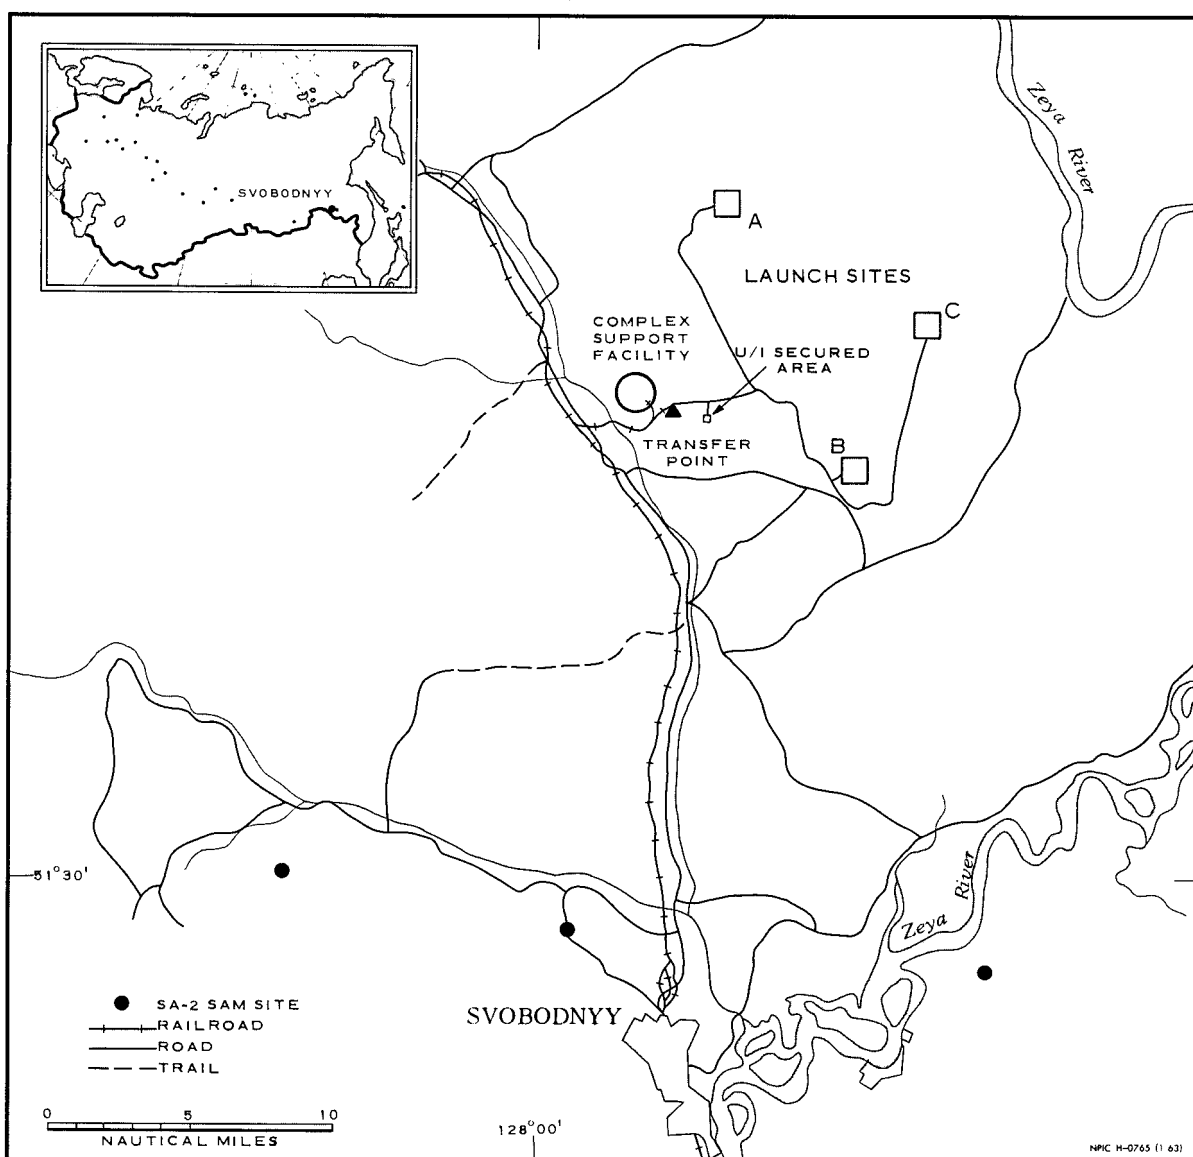 Zeya
River
SVOBODNYY
A
LAUNCH SITES
C
COMPLEX
SUPPORT
FACILITY
U/I SECURED
AREA
TRANSFER
POINT
B
51°30'
Zeya
River
SA-2 SAM SITE
RAILROAD
ROAD
TRAIL
SVOBODNYY
0 5 10
NAUTICAL MILES
128°00'
NPIC H-0765 (1 63)